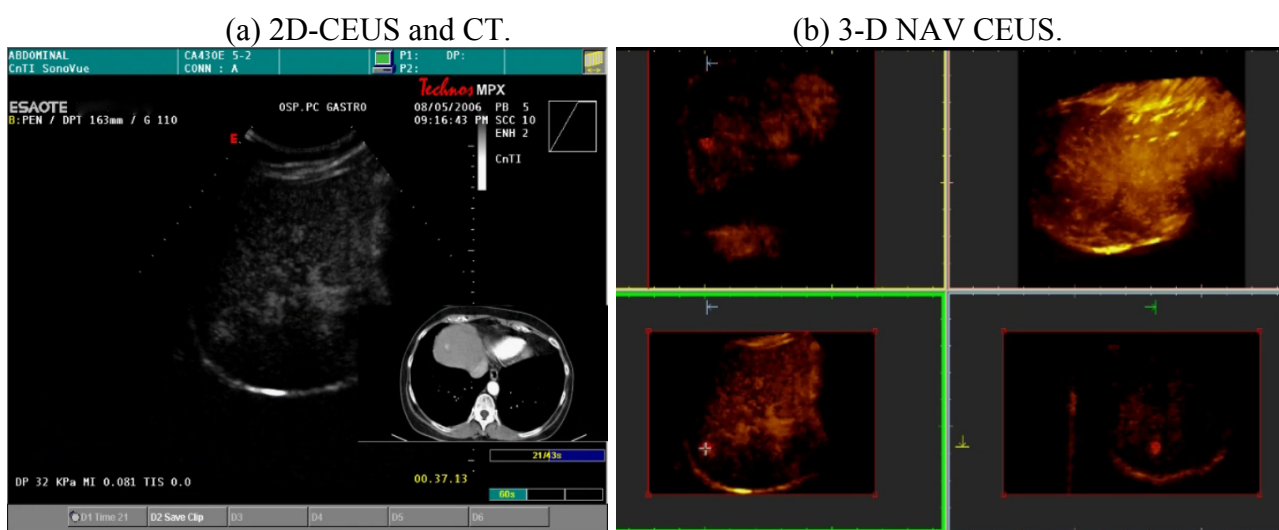 (a) 2D-CEUS and CT.
(b) 3-D NAV CEUS.
ABDOMINAL CA430E 5-2 P1: DP:
CnTI SonoVue CONN : A P2:
Technos MPX
ESAOTE OSP.PC GASTRO 08/05/2006 PB 5
B:PEN / DPT 163mm / G 110 09:16:43 PM SCC 10
E ENH 2
CnTI
21/43s
DP 32 KPa MI 0.081 TIS 0.0 00.37.13
60s
D1 Time 21 D2 Save Clip D3 D4 D5 D6